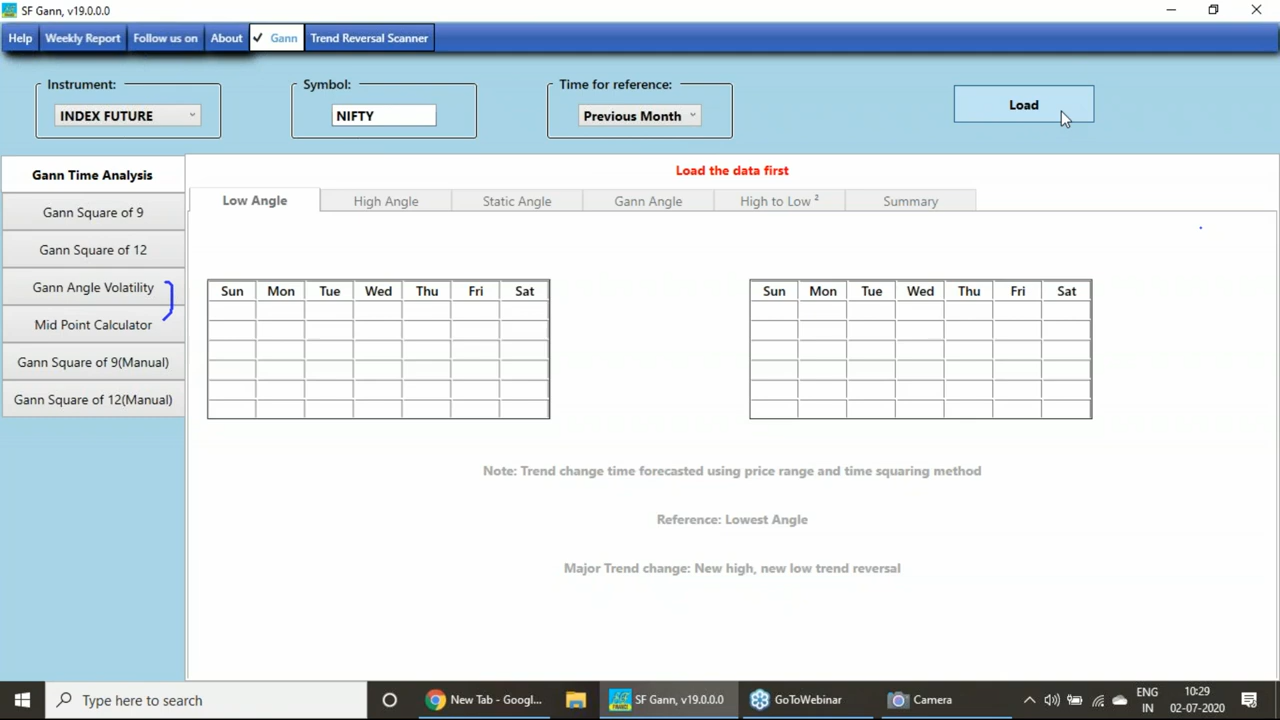 SF Gann, v19.0.0.0
Help Weekly Report Follow us on About ✓ Gann Trend Reversal Scanner
Instrument: Symbol: Time for reference:
INDEX FUTURE NIFTY Previous Month Load
Gann Time Analysis
Gann Square of 9
Gann Square of 12
Gann Angle Volatility
Mid Point Calculator
Gann Square of 9(Manual)
Gann Square of 12(Manual)
Load the data first
Low Angle High Angle Static Angle Gann Angle High to Low ² Summary
Sun Mon Tue Wed Thu Fri Sat Sun Mon Tue Wed Thu Fri Sat
Note: Trend change time forecasted using price range and time squaring method
Reference: Lowest Angle
Major Trend change: New high, new low trend reversal
Type here to search New Tab - Googl... SF Gann, v19.0.0.0 GoToWebinar Camera ENG 10:29
IN 02-07-2020